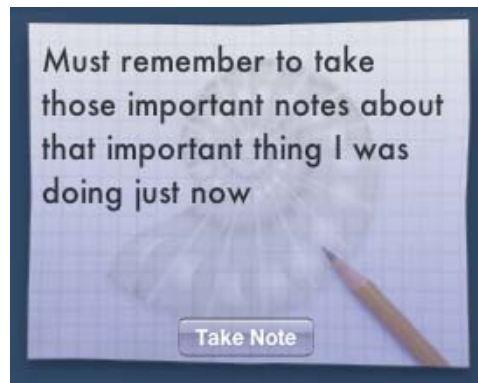 Must remember to take
those important notes about
that important thing I was
doing just now
Take Note